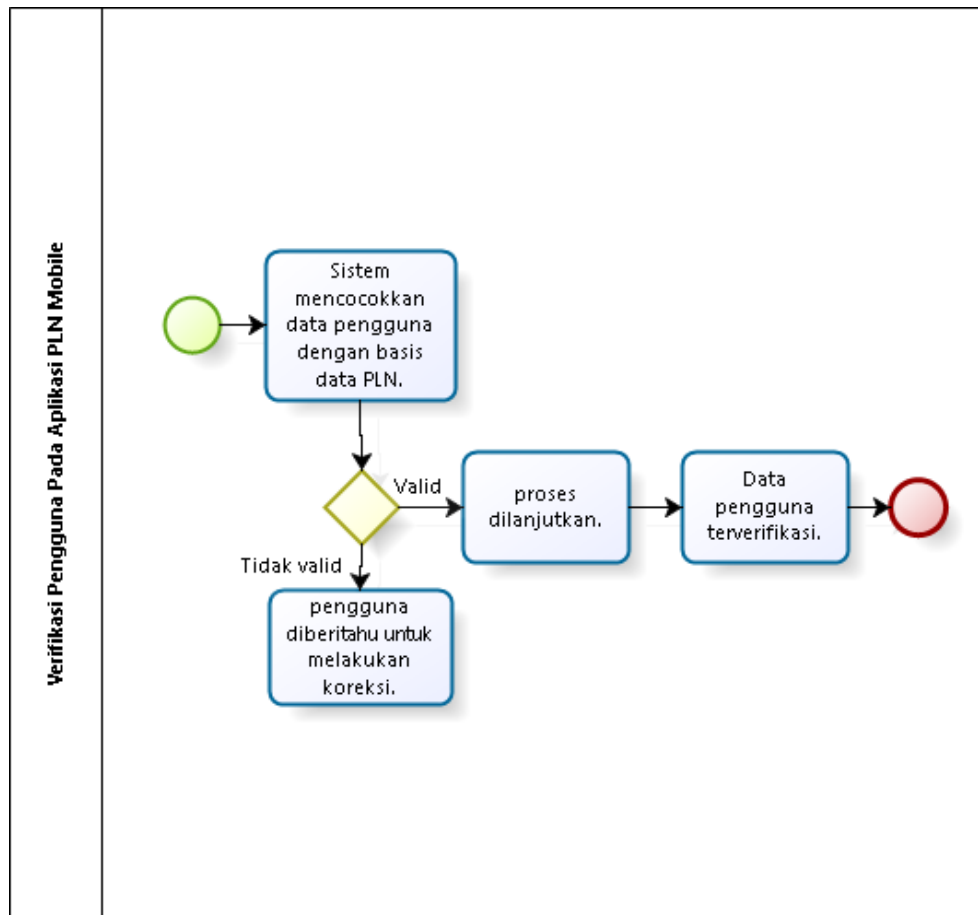 Verifikasi Pengguna Pada Aplikasi PLN Mobile
Sistem
mencocokkan
data pengguna
dengan basis
data PLN.
Valid
proses
dilanjutkan.
Data
pengguna
terverifikasi.
Tidak valid
pengguna
diberitahu untuk
melakukan
koreksi.